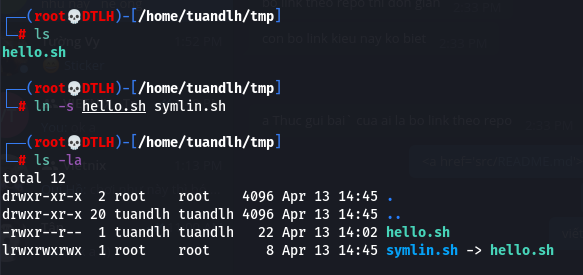 (root💀DTLH)-[/home/tuandlh/tmp]
# ls
hello.sh
(root💀DTLH)-[/home/tuandlh/tmp]
# ln -s hello.sh symlin.sh
(root💀DTLH)-[/home/tuandlh/tmp]
# ls -la
total 12
drwxr-xr-x 2 root root 4096 Apr 13 14:45 .
drwxr-xr-x 20 tuandlh tuandlh 4096 Apr 13 14:45 ..
-rwxr--r-- 1 tuandlh tuandlh 22 Apr 13 14:02 hello.sh
lrwxrwxrwx 1 root root 8 Apr 13 14:45 symlin.sh -> hello.sh